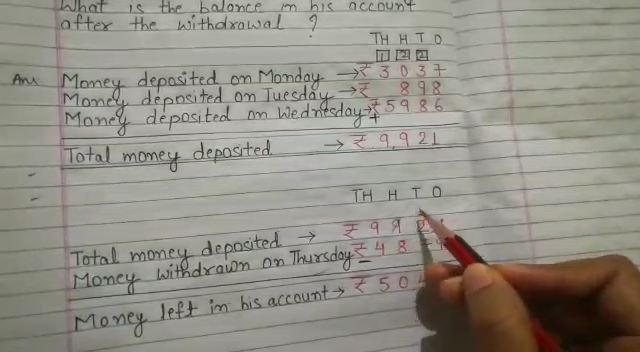 What is the balance in his account
after the withdrawal ?
TH H T O
1 2 2
Ans Money deposited on Monday → ₹ 3 0 3 7
Money deposited on Tuesday → ₹ 8 9 8
Money deposited on Wednesday → ₹ 5 9 8 6
+
Total money deposited → ₹ 9,921
TH H T O
Total money deposited → ₹ 9 9 2
Money withdrawn on Thursday ₹ 4 8
Money left in his account → ₹ 5 0